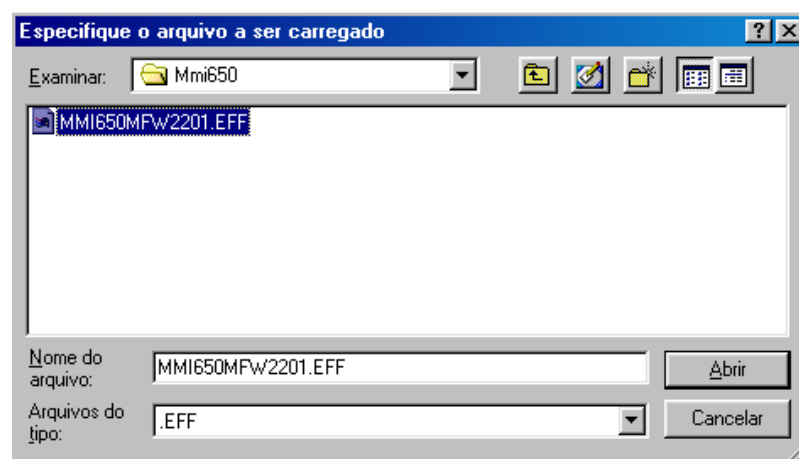 Especifique o arquivo a ser carregado
Examinar: Mmi650
MMI650MFW2201.EFF
Nome do
arquivo: MMI650MFW2201.EFF Abrir
Arquivos do
tipo: .EFF Cancelar